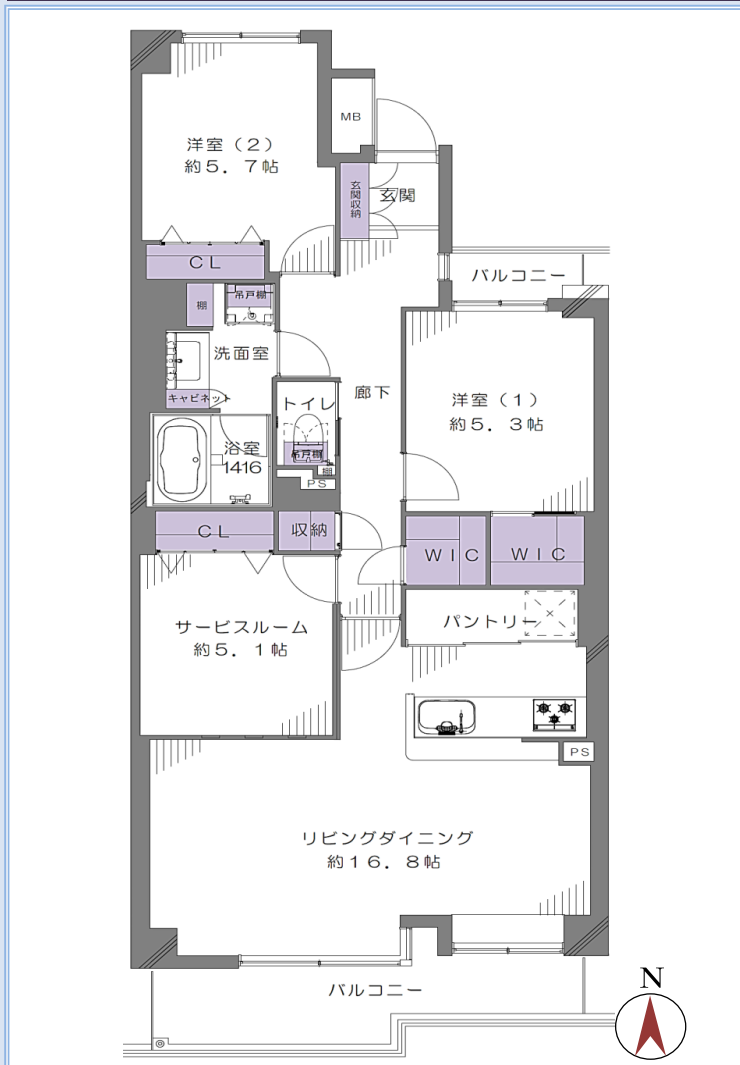 MB
洋室（2）
約5．7帖
玄関収納
玄関
CL
バルコニー
棚
吊戸棚
洗面室
キャビネット
トイレ
廊下
洋室（1）
約5．3帖
浴室
1416
吊戸棚
棚
PS
CL
収納
WIC
WIC
サービスルーム
約5．1帖
パントリー
PS
リビングダイニング
約16．8帖
バルコニー
N